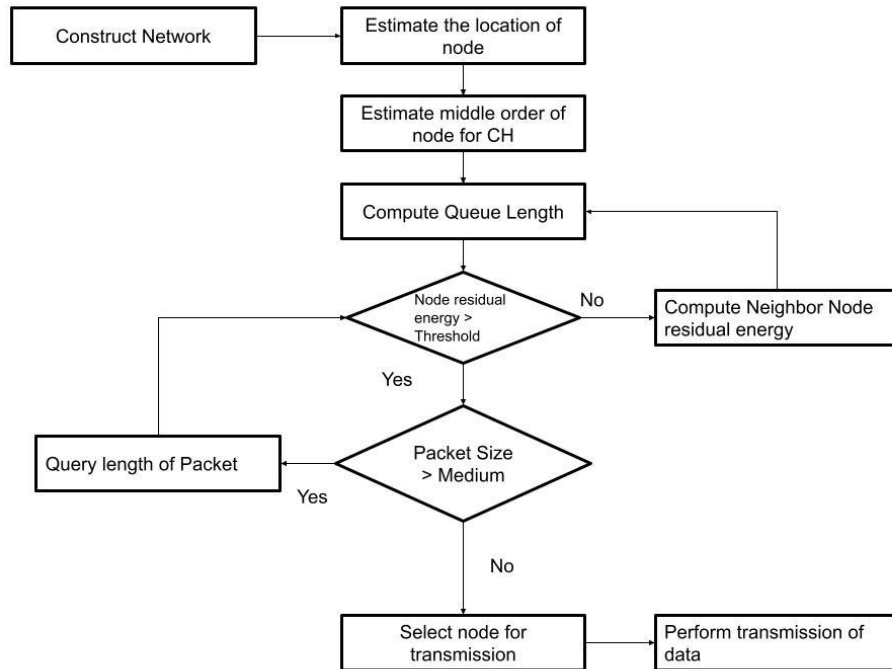 Construct Network
Estimate the location of
node
Estimate middle order of
node for CH
Compute Queue Length
Node residual
energy >
Threshold
No
Compute Neighbor Node
residual energy
Yes
Packet Size
> Medium
Query length of Packet
Yes
No
Select node for
transmission
Perform transmission of
data